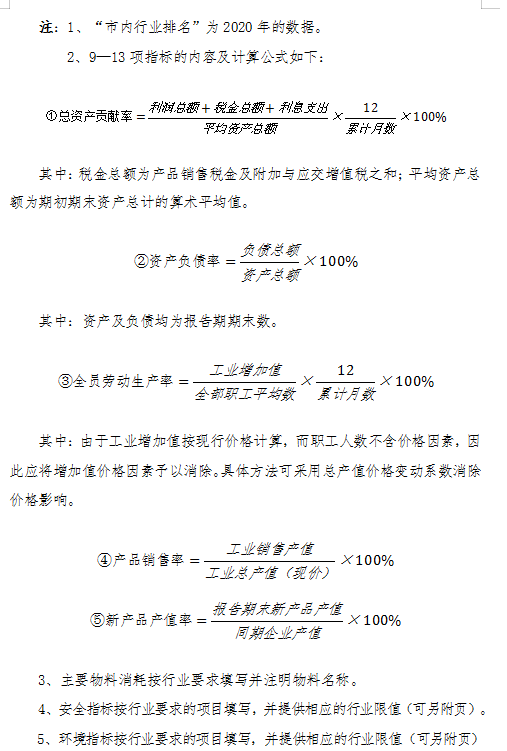 注：1、“市内行业排名”为 2020 年的数据。
2、9—13 项指标的内容及计算公式如下：
①总资产贡献率＝利润总额+税金总额+利息支出/平均资产总额×12/累计月数×100%
其中：税金总额为产品销售税金及附加与应交增值税之和；平均资产总
额为期初期末资产总计的算术平均值。
②资产负债率＝负债总额/资产总额×100%
其中：资产及负债均为报告期期末数。
③全员劳动生产率＝工业增加值/全部职工平均数×12/累计月数×100%
其中：由于工业增加值按现行价格计算，而职工人数不含价格因素，因
此应将增加值价格因素予以消除。具体方法可采用总产值价格变动系数消除
价格影响。
④产品销售率＝工业销售产值/工业总产值（现价）×100%
⑤新产品产值率＝报告期末新产品产值/同期企业产值×100%
3、主要物料消耗按行业要求填写并注明物料名称。
4、安全指标按行业要求的项目填写，并提供相应的行业限值（可另附页）。
5、环境指标按行业要求的项目填写，并提供相应的行业限值（可另附页）